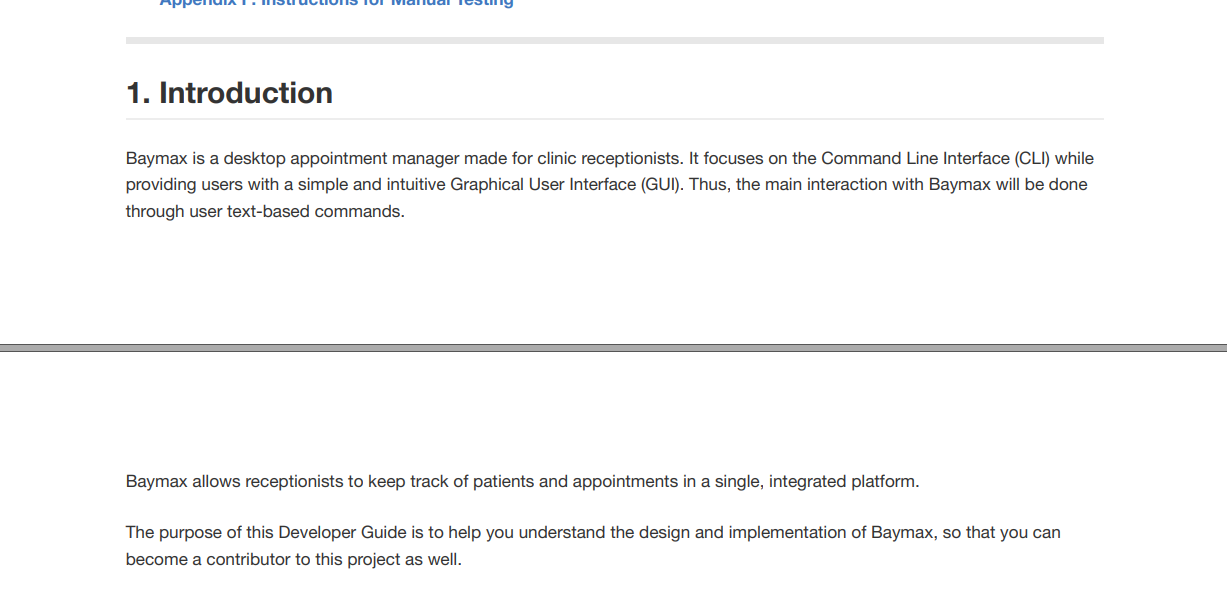 Appendix F: Instructions for Manual Testing
1. Introduction
Baymax is a desktop appointment manager made for clinic receptionists. It focuses on the Command Line Interface (CLI) while
providing users with a simple and intuitive Graphical User Interface (GUI). Thus, the main interaction with Baymax will be done
through user text-based commands.
Baymax allows receptionists to keep track of patients and appointments in a single, integrated platform.
The purpose of this Developer Guide is to help you understand the design and implementation of Baymax, so that you can
become a contributor to this project as well.